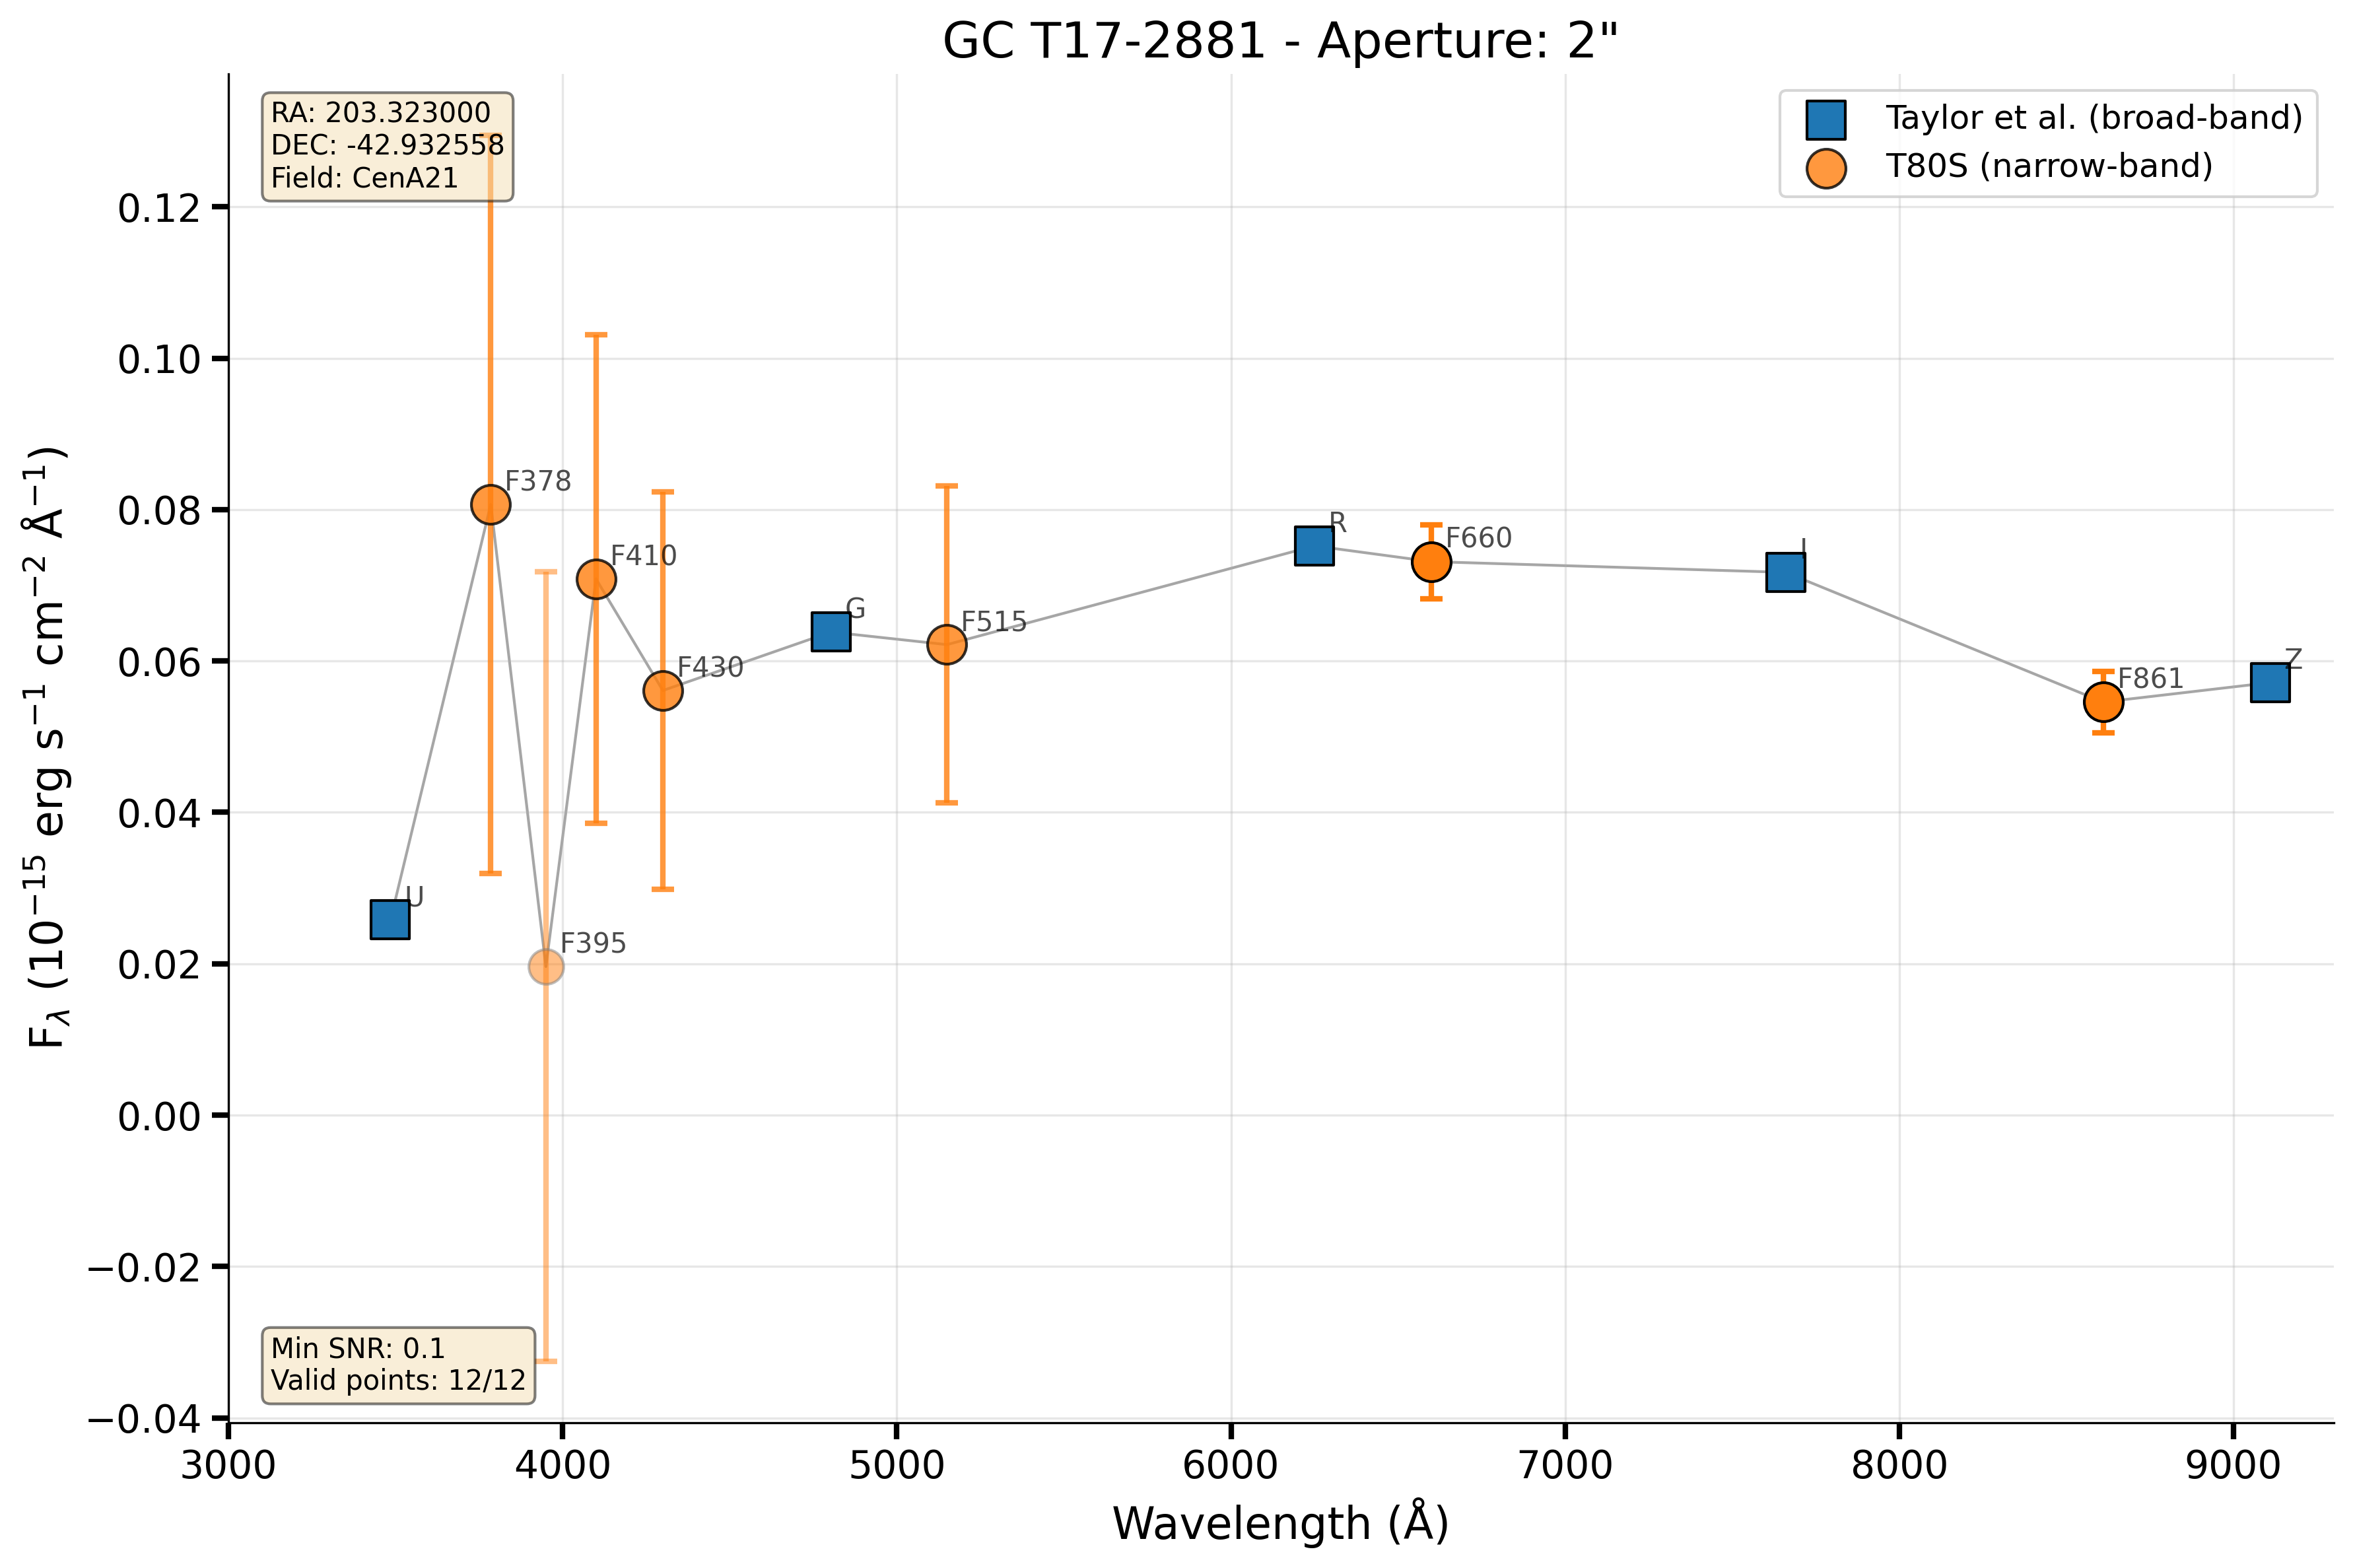 GC T17-2881 - Aperture: 2"
RA: 203.323000
DEC: -42.932558
Field: CenA21
Taylor et al. (broad-band)
T80S (narrow-band)
F_λ (10⁻¹⁵ erg s⁻¹ cm⁻² Å⁻¹)
0.12
0.10
0.08
0.06
0.04
0.02
0.00
−0.02
−0.04
U
F378
F395
F410
F430
G
F515
R
F660
I
F861
Z
Min SNR: 0.1
Valid points: 12/12
3000 4000 5000 6000 7000 8000 9000
Wavelength (Å)